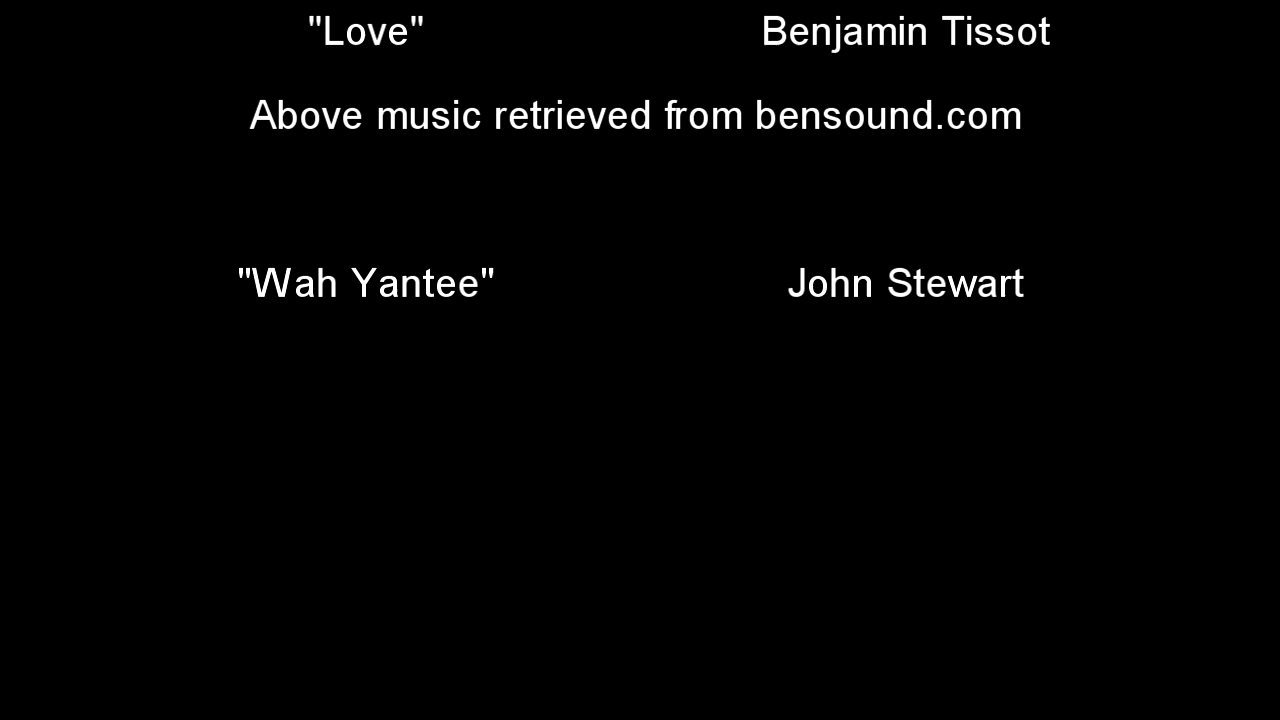 "Love" Benjamin Tissot
Above music retrieved from bensound.com
"Wah Yantee" John Stewart